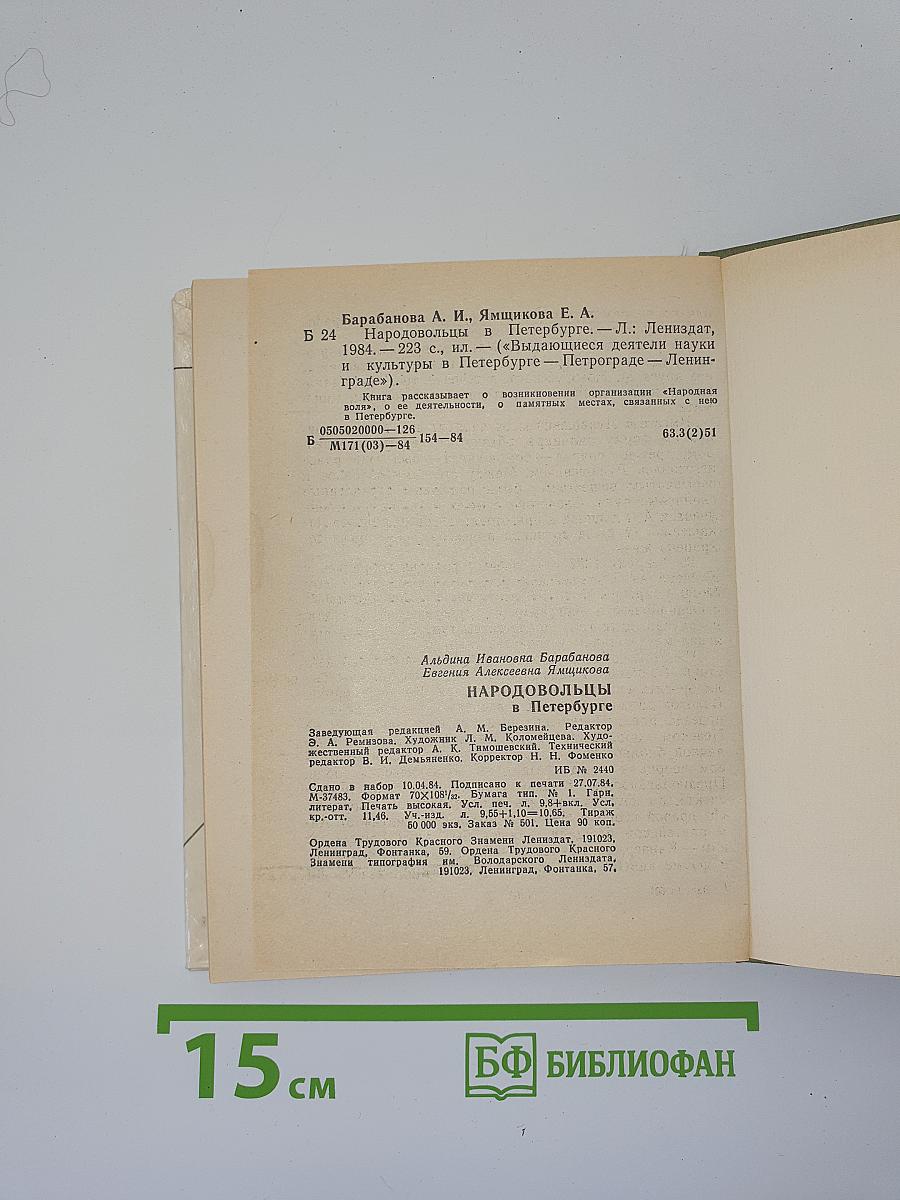 Барабанова А. И., Ямщикова Е. А.
Б 24 Народовольцы в Петербурге. — Л.: Лениздат,
1984. — 223 с., ил. — («Выдающиеся деятели науки
и культуры в Петербурге — Петрограде — Ленин-
граде»).
Книга рассказывает о возникновении организации «Народная
воля», о ее деятельности, о памятных местах, связанных с нею
в Петербурге.
Б 0505020000—126
М171(03)—84 154—84 63.3(2)51
Альдина Ивановна Барабанова
Евгения Алексеевна Ямщикова
НАРОДОВОЛЬЦЫ
в Петербурге
Заведующая редакцией А. М. Березина. Редактор
Э. А. Ремизова. Художник Л. М. Коломейцева. Худо-
жественный редактор А. К. Тимошевский. Технический
редактор В. И. Демьяненко. Корректор Н. Н. Фоменко
ИБ № 2440
Сдано в набор 10.04.84. Подписано к печати 27.07.84.
М-37483. Формат 70×108¹/₃₂. Бумага тип. № 1. Гарн.
литерат. Печать высокая. Усл. печ. л. 9,8+вкл. Усл.
кр.-отт. 11,46. Уч.-изд. л. 9,55+1,10=10,65. Тираж
50 000 экз. Заказ № 501. Цена 90 коп.
Ордена Трудового Красного Знамени Лениздат, 191023,
Ленинград, Фонтанка, 59. Ордена Трудового Красного
Знамени типография им. Володарского Лениздата,
191023, Ленинград, Фонтанка, 57.
15 см
БФ БИБЛИОФАН